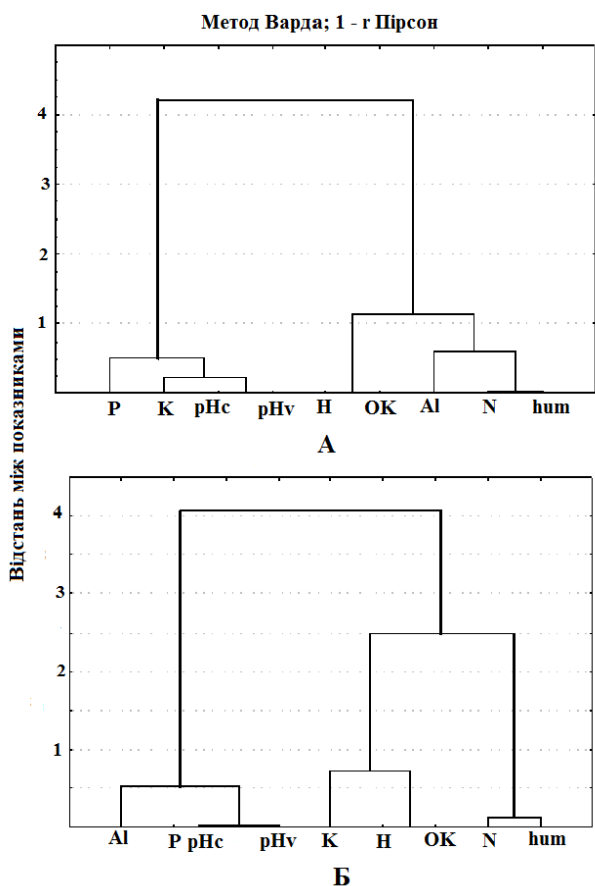 Метод Варда; 1 - r Пірсон
Відстань між показниками
4
3
2
1
P K pHc pHv H OK Al N hum
А
4
3
2
1
Al P pHc pHv K H OK N hum
Б